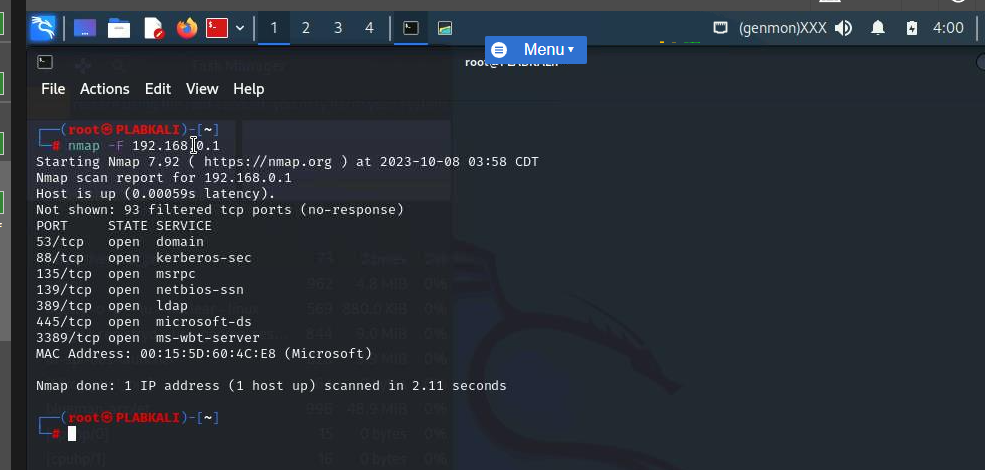 1 2 3 4 (genmon)XXX 4:00
Menu
File Actions Edit View Help
┌──(root㉿PLABKALI)-[~]
└─# nmap -F 192.168.0.1
Starting Nmap 7.92 ( https://nmap.org ) at 2023-10-08 03:58 CDT
Nmap scan report for 192.168.0.1
Host is up (0.00059s latency).
Not shown: 93 filtered tcp ports (no-response)
PORT STATE SERVICE
53/tcp open domain
88/tcp open kerberos-sec
135/tcp open msrpc
139/tcp open netbios-ssn
389/tcp open ldap
445/tcp open microsoft-ds
3389/tcp open ms-wbt-server
MAC Address: 00:15:5D:60:4C:E8 (Microsoft)
Nmap done: 1 IP address (1 host up) scanned in 2.11 seconds
┌──(root㉿PLABKALI)-[~]
└─#